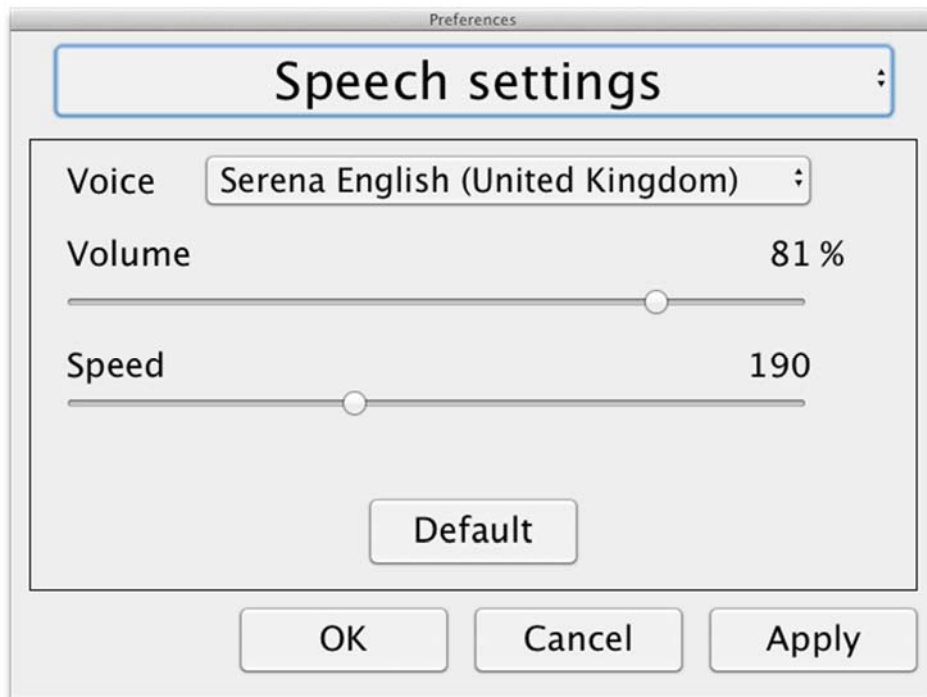 Preferences
Speech settings
Voice Serena English (United Kingdom)
Volume 81 %
Speed 190
Default
OK Cancel Apply